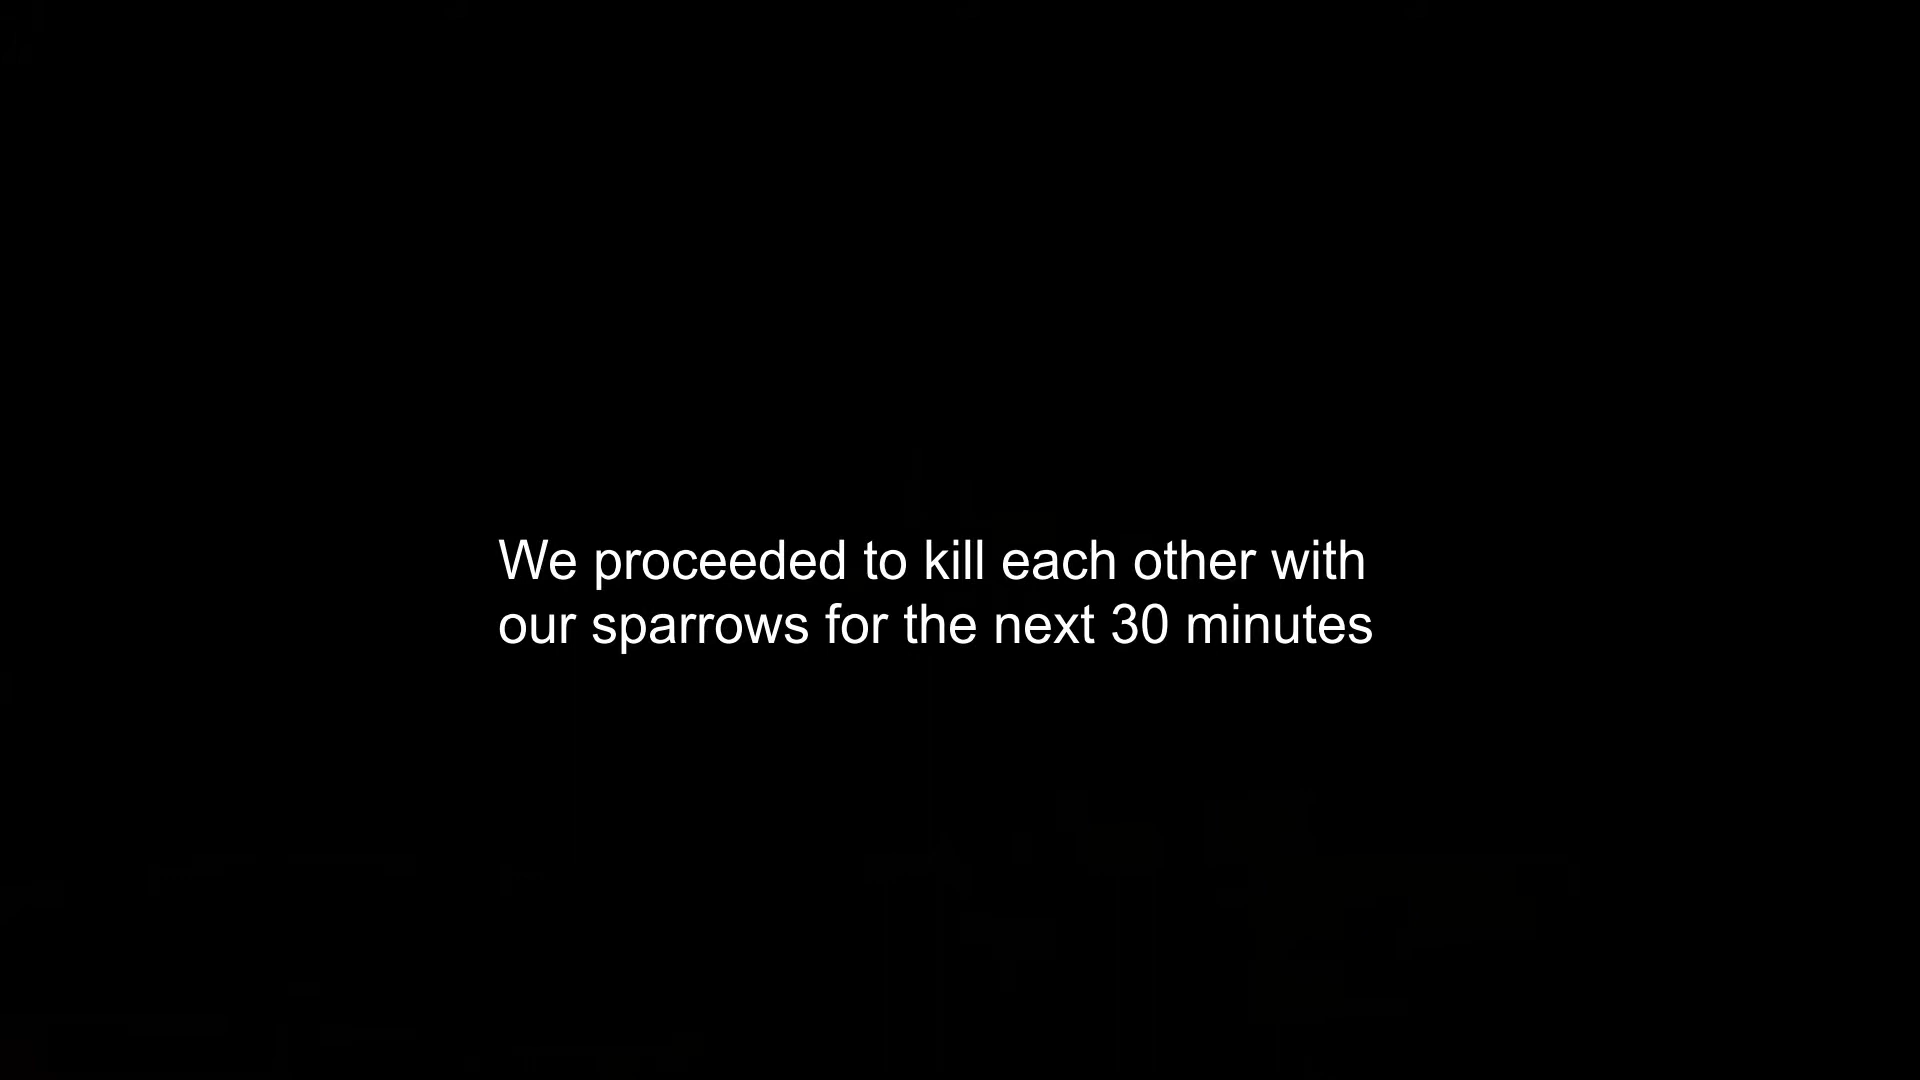 We proceeded to kill each other with
our sparrows for the next 30 minutes